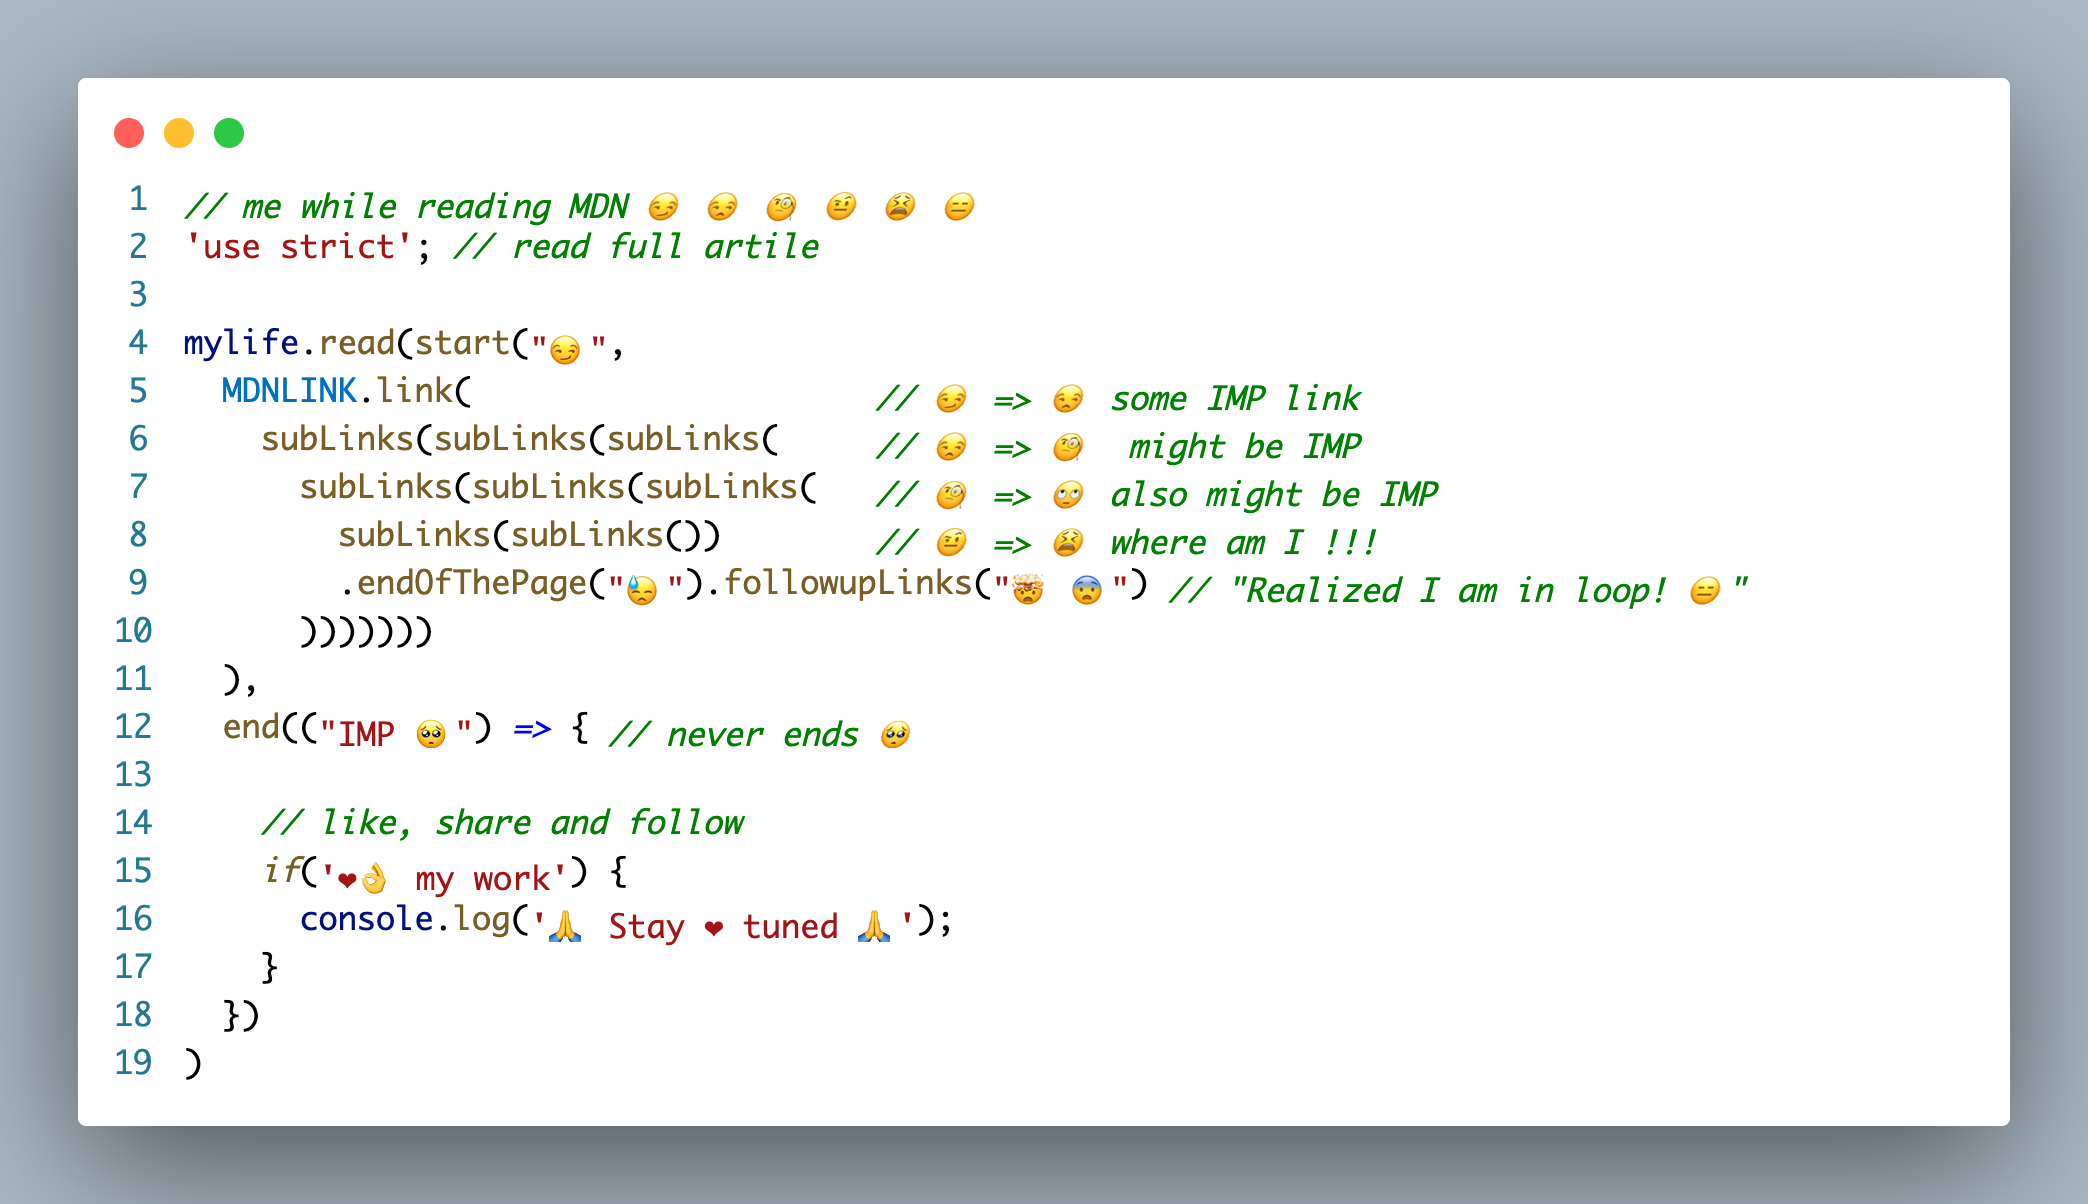 1 // me while reading MDN 😏 😒 🧐 🤨 😫 😑
2 'use strict'; // read full artile
3
4 mylife.read(start("😏 ",
5 MDNLINK.link( // 😏 => 😒 some IMP link
6 subLinks(subLinks(subLinks( // 😒 => 🧐 might be IMP
7 subLinks(subLinks(subLinks( // 🧐 => 🙄 also might be IMP
8 subLinks(subLinks()) // 🤨 => 😫 where am I !!!
9 .endOfThePage("😓 ").followupLinks("🤯 😨 ") // "Realized I am in loop! 😑 "
10 )))))))
11 ),
12 end(("IMP 🥺 ") => { // never ends 🥺
13
14 // like, share and follow
15 if('❤👌 my work') {
16 console.log('🙏 Stay ❤ tuned 🙏 ');
17 }
18 })
19 )